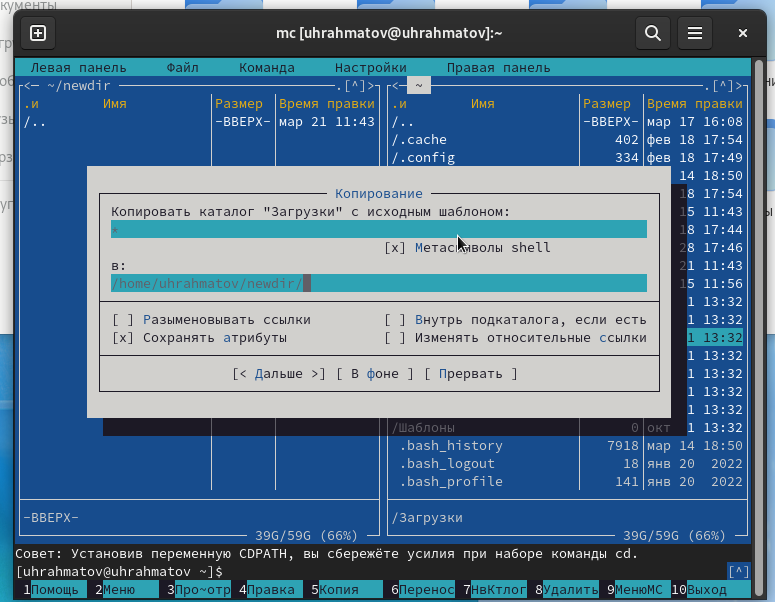 кументы
mc [uhrahmatov@uhrahmatov]:~
Левая панель Файл Команда Настройки Правая панель
<— ~/newdir .[^]> <— ~ .[^]>
.и Имя Размер Время правки .и Имя Размер Время правки
/.. -ВВЕРХ- мар 21 11:43 /.. -ВВЕРХ- мар 17 16:08
/.cache 402 фев 18 17:54
/.config 334 фев 18 17:49
14 18:50
Копирование 18 17:54
Копировать каталог "Загрузки" с исходным шаблоном: 15 11:43
* 18 17:44
[x] Метасимволы shell 28 17:46
в: 21 11:43
/home/uhrahmatov/newdir/ 15 11:56
1 13:32
[ ] Разыменовывать ссылки [ ] Внутрь подкаталога, если есть 1 13:32
[x] Сохранять атрибуты [ ] Изменять относительные ссылки 1 13:32
1 13:32
[< Дальше >] [ В фоне ] [ Прервать ] 1 13:32
1 13:32
1 13:32
/Шаблоны 0 окт 1 13:32
.bash_history 7918 мар 14 18:50
.bash_logout 18 янв 20 2022
.bash_profile 141 янв 20 2022
-ВВЕРХ- /Загрузки
39G/59G (66%) 39G/59G (66%)
Совет: Установив переменную CDPATH, вы сбережёте усилия при наборе команды cd.
[uhrahmatov@uhrahmatov ~]$ [^]
1Помощь 2Меню 3Про~отр 4Правка 5Копия 6Перенос 7НвКтлог 8Удалить 9МенюМС 10Выход